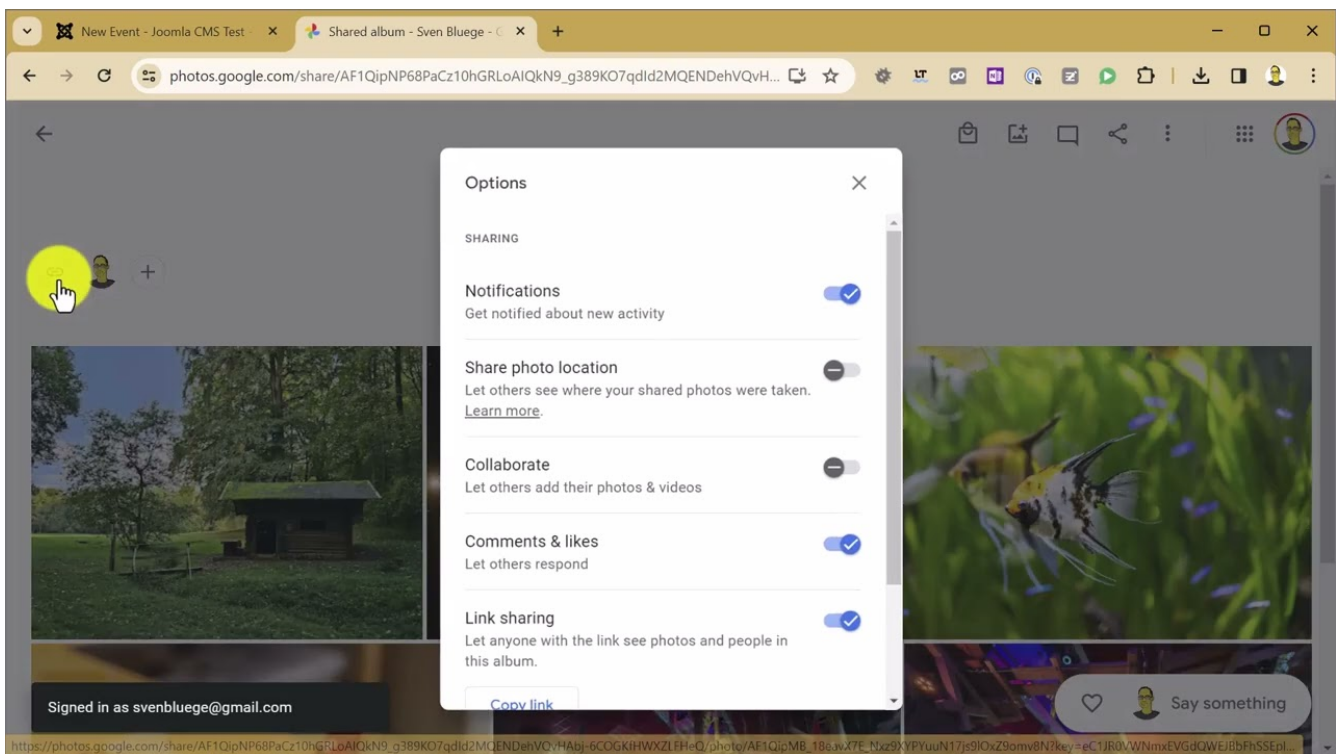 New Event - Joomla CMS Test
Shared album - Sven Bluege - G
photos.google.com/share/AF1QipNP68PaCz10hGRLoAIQkN9_g389KO7qdId2MQENDehVQvH...
Options
SHARING
Notifications
Get notified about new activity
Share photo location
Let others see where your shared photos were taken.
Learn more.
Collaborate
Let others add their photos & videos
Comments & likes
Let others respond
Link sharing
Let anyone with the link see photos and people in
this album.
Copy link
Signed in as svenbluege@gmail.com
Say something